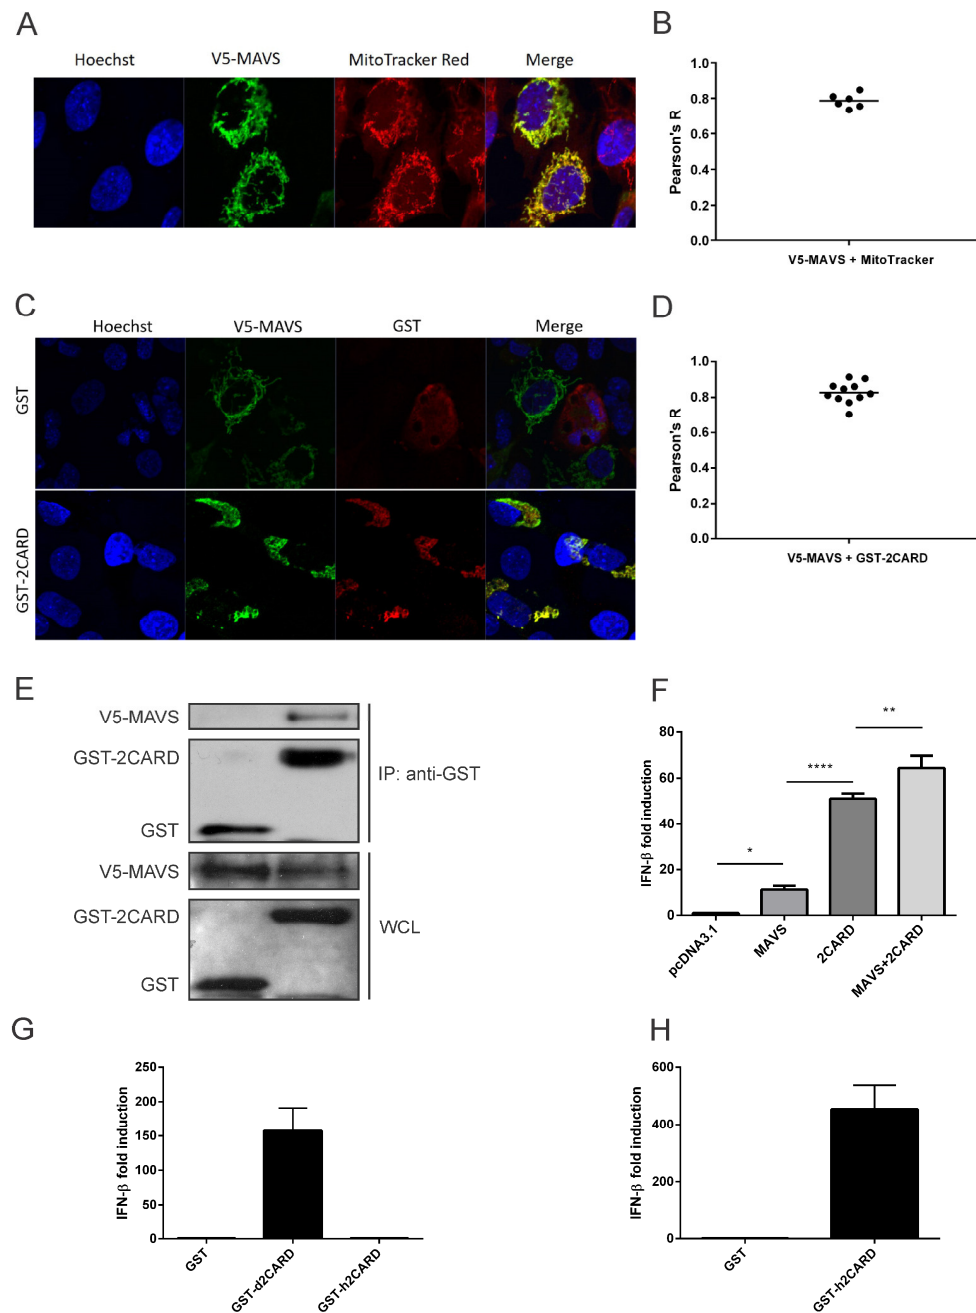 A
Hoechst V5-MAVS MitoTracker Red Merge
B
1.0
0.8
0.6
0.4
0.2
0.0
Pearson's R
V5-MAVS + MitoTracker
C
Hoechst V5-MAVS GST Merge
GST
GST-2CARD
D
1.0
0.8
0.6
0.8
0.2
0.0
Pearson's R
V5-MAVS + GST-2CARD
E
V5-MAVS
GST-2CARD
GST
IP: anti-GST
V5-MAVS
GST-2CARD
GST
WCL
F
80
60
40
20
0
IFN-β fold induction
*
****
**
pcDNA3.1
MAVS
2CARD
MAVS+2CARD
G
250
200
150
100
50
0
IFN-β fold induction
GST
GST-d2CARD
GST-h2CARD
H
600
400
200
0
IFN-β fold induction
GST
GST-h2CARD